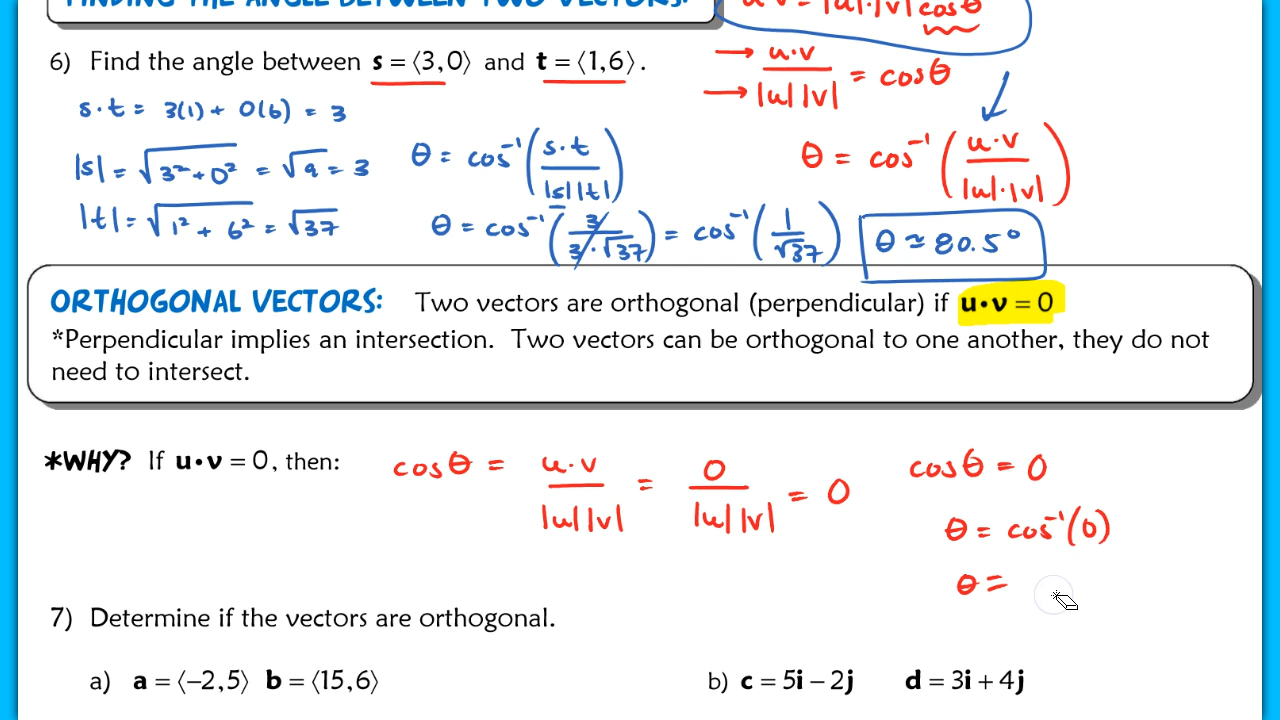 FINDING THE ANGLE BETWEEN TWO VECTORS:
u·v = |u|·|v| cosθ
6) Find the angle between s = ⟨3,0⟩ and t = ⟨1,6⟩.
→ u·v
→ |u||v| = cosθ
s·t = 3(1) + 0(6) = 3
|s| = √3² + 0² = √9 = 3
|t| = √1² + 6² = √37
θ = cos⁻¹(s·t / |s||t|)
θ = cos⁻¹(3 / 3·√37) = cos⁻¹(1 / √37)
θ = cos⁻¹(u·v / |u|·|v|)
θ ≈ 80.5°
ORTHOGONAL VECTORS: Two vectors are orthogonal (perpendicular) if u•v = 0
*Perpendicular implies an intersection. Two vectors can be orthogonal to one another, they do not
need to intersect.
*WHY? If u•v = 0, then: cosθ = u·v / |u||v| = 0 / |u||v| = 0
cosθ = 0
θ = cos⁻¹(0)
θ =
7) Determine if the vectors are orthogonal.
a) a = ⟨−2,5⟩ b = ⟨15,6⟩
b) c = 5i − 2j d = 3i + 4j